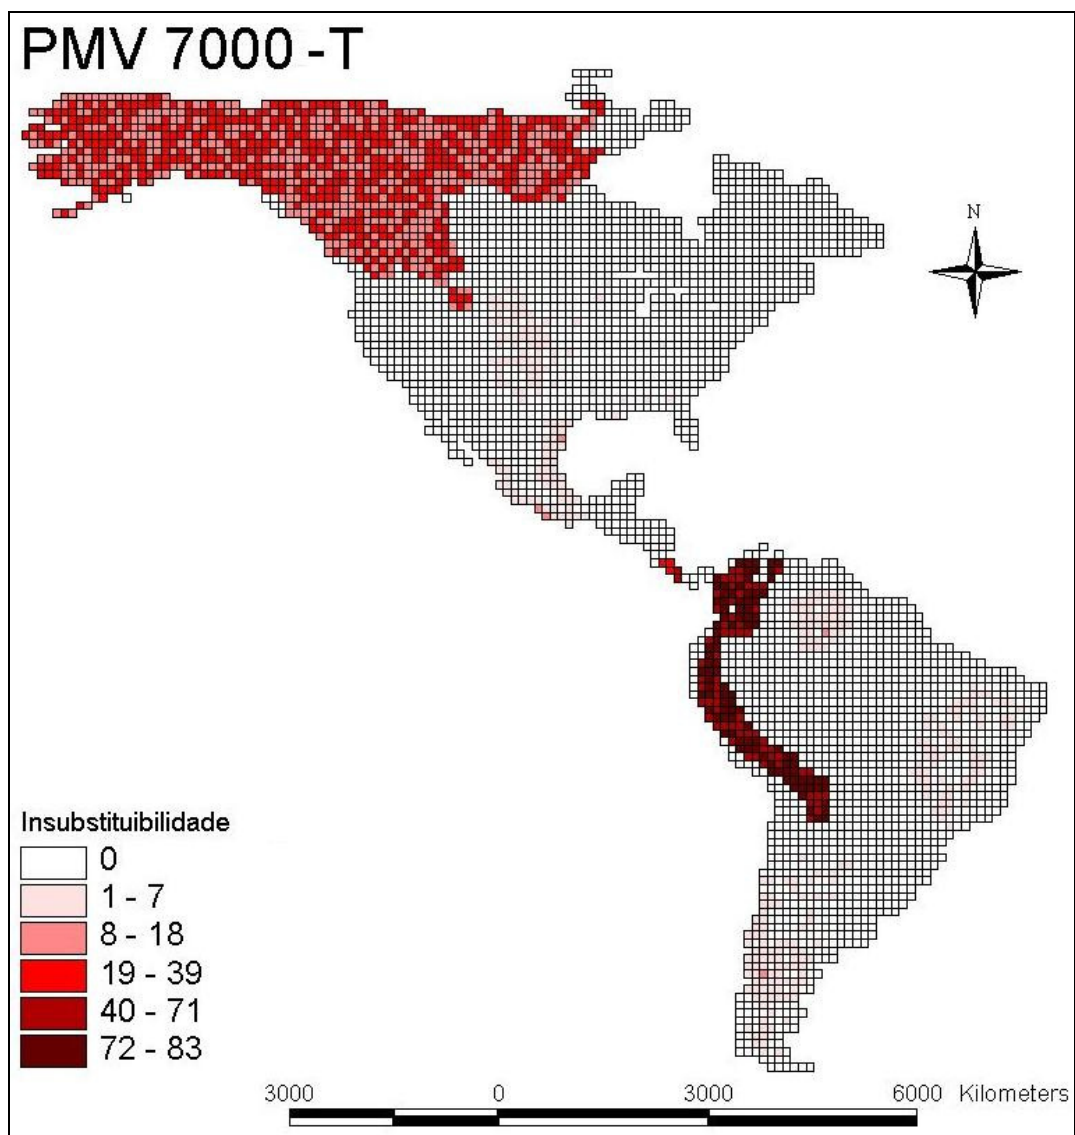 PMV 7000 -T
N
Insubstituibilidade
0
1 - 7
8 - 18
19 - 39
40 - 71
72 - 83
3000 0 3000 6000 Kilometers